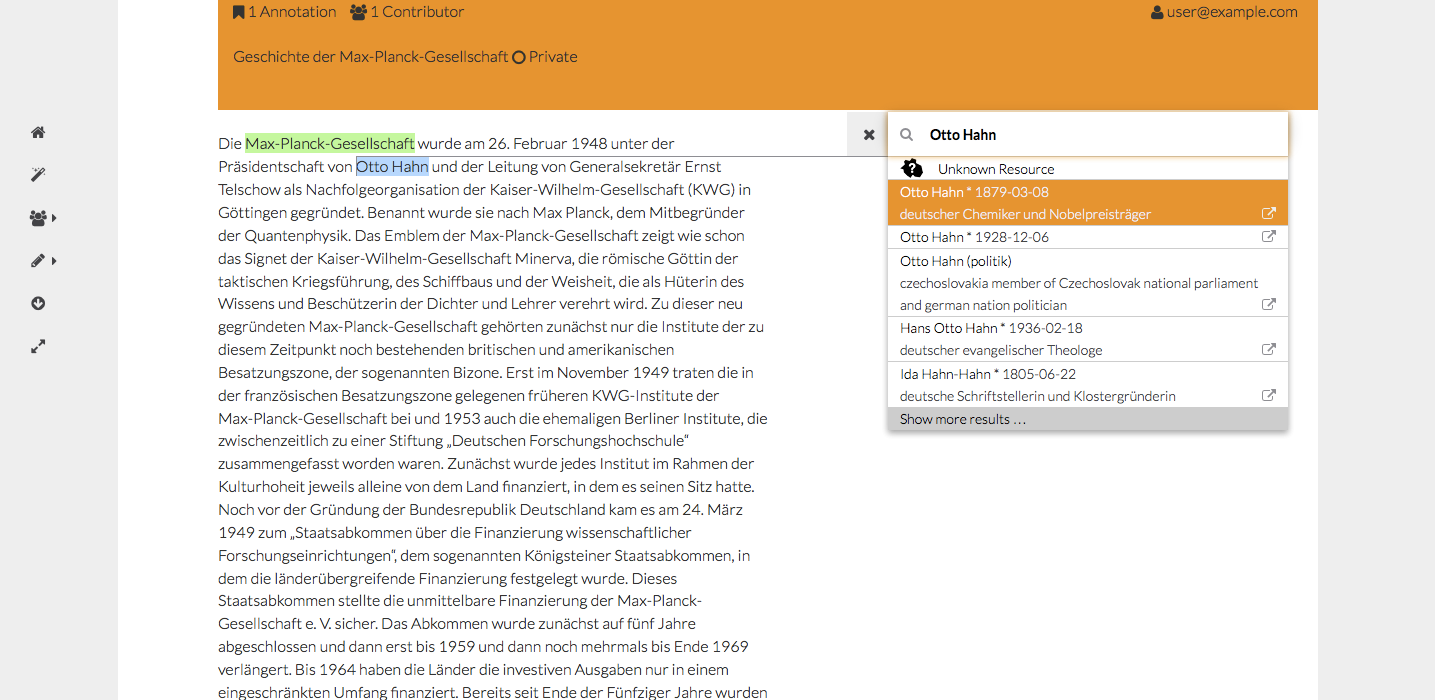 1 Annotation 1 Contributor user@example.com
Geschichte der Max-Planck-Gesellschaft Private
Die Max-Planck-Gesellschaft wurde am 26. Februar 1948 unter der
Präsidentschaft von Otto Hahn und der Leitung von Generalsekretär Ernst
Telschow als Nachfolgeorganisation der Kaiser-Wilhelm-Gesellschaft (KWG) in
Göttingen gegründet. Benannt wurde sie nach Max Planck, dem Mitbegründer
der Quantenphysik. Das Emblem der Max-Planck-Gesellschaft zeigt wie schon
das Signet der Kaiser-Wilhelm-Gesellschaft Minerva, die römische Göttin der
taktischen Kriegsführung, des Schiffbaus und der Weisheit, die als Hüterin des
Wissens und Beschützerin der Dichter und Lehrer verehrt wird. Zu dieser neu
gegründeten Max-Planck-Gesellschaft gehörten zunächst nur die Institute der zu
diesem Zeitpunkt noch bestehenden britischen und amerikanischen
Besatzungszone, der sogenannten Bizone. Erst im November 1949 traten die in
der französischen Besatzungszone gelegenen früheren KWG-Institute der
Max-Planck-Gesellschaft bei und 1953 auch die ehemaligen Berliner Institute, die
zwischenzeitlich zu einer Stiftung „Deutschen Forschungshochschule“
zusammengefasst worden waren. Zunächst wurde jedes Institut im Rahmen der
Kulturhoheit jeweils alleine von dem Land finanziert, in dem es seinen Sitz hatte.
Noch vor der Gründung der Bundesrepublik Deutschland kam es am 24. März
1949 zum „Staatsabkommen über die Finanzierung wissenschaftlicher
Forschungseinrichtungen“, dem sogenannten Königsteiner Staatsabkommen, in
dem die länderübergreifende Finanzierung festgelegt wurde. Dieses
Staatsabkommen stellte die unmittelbare Finanzierung der Max-Planck-
Gesellschaft e. V. sicher. Das Abkommen wurde zunächst auf fünf Jahre
abgeschlossen und dann erst bis 1959 und dann noch mehrmals bis Ende 1969
verlängert. Bis 1964 haben die Länder die investiven Ausgaben nur in einem
eingeschränkten Umfang finanziert. Bereits seit Ende der Fünfziger Jahre wurden
Otto Hahn
Unknown Resource
Otto Hahn * 1879-03-08
deutscher Chemiker und Nobelpreisträger
Otto Hahn * 1928-12-06
Otto Hahn (politik)
czechoslovakia member of Czechoslovak national parliament
and german nation politician
Hans Otto Hahn * 1936-02-18
deutscher evangelischer Theologe
Ida Hahn-Hahn * 1805-06-22
deutsche Schriftstellerin und Klostergründerin
Show more results …